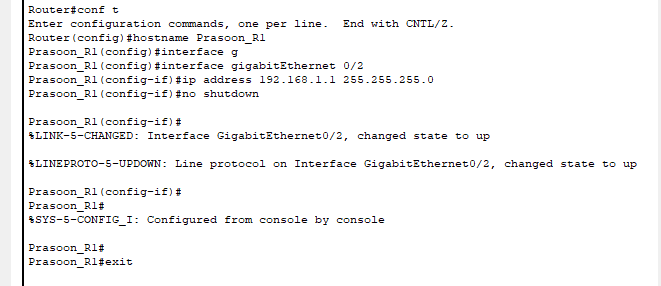 Router#conf t
Enter configuration commands, one per line.  End with CNTL/Z.
Router(config)#hostname Prasoon_R1
Prasoon_R1(config)#interface g
Prasoon_R1(config)#interface gigabitEthernet 0/2
Prasoon_R1(config-if)#ip address 192.168.1.1 255.255.255.0
Prasoon_R1(config-if)#no shutdown
Prasoon_R1(config-if)#
%LINK-5-CHANGED: Interface GigabitEthernet0/2, changed state to up
%LINEPROTO-5-UPDOWN: Line protocol on Interface GigabitEthernet0/2, changed state to up
Prasoon_R1(config-if)#
Prasoon_R1#
%SYS-5-CONFIG_I: Configured from console by console
Prasoon_R1#
Prasoon_R1#exit